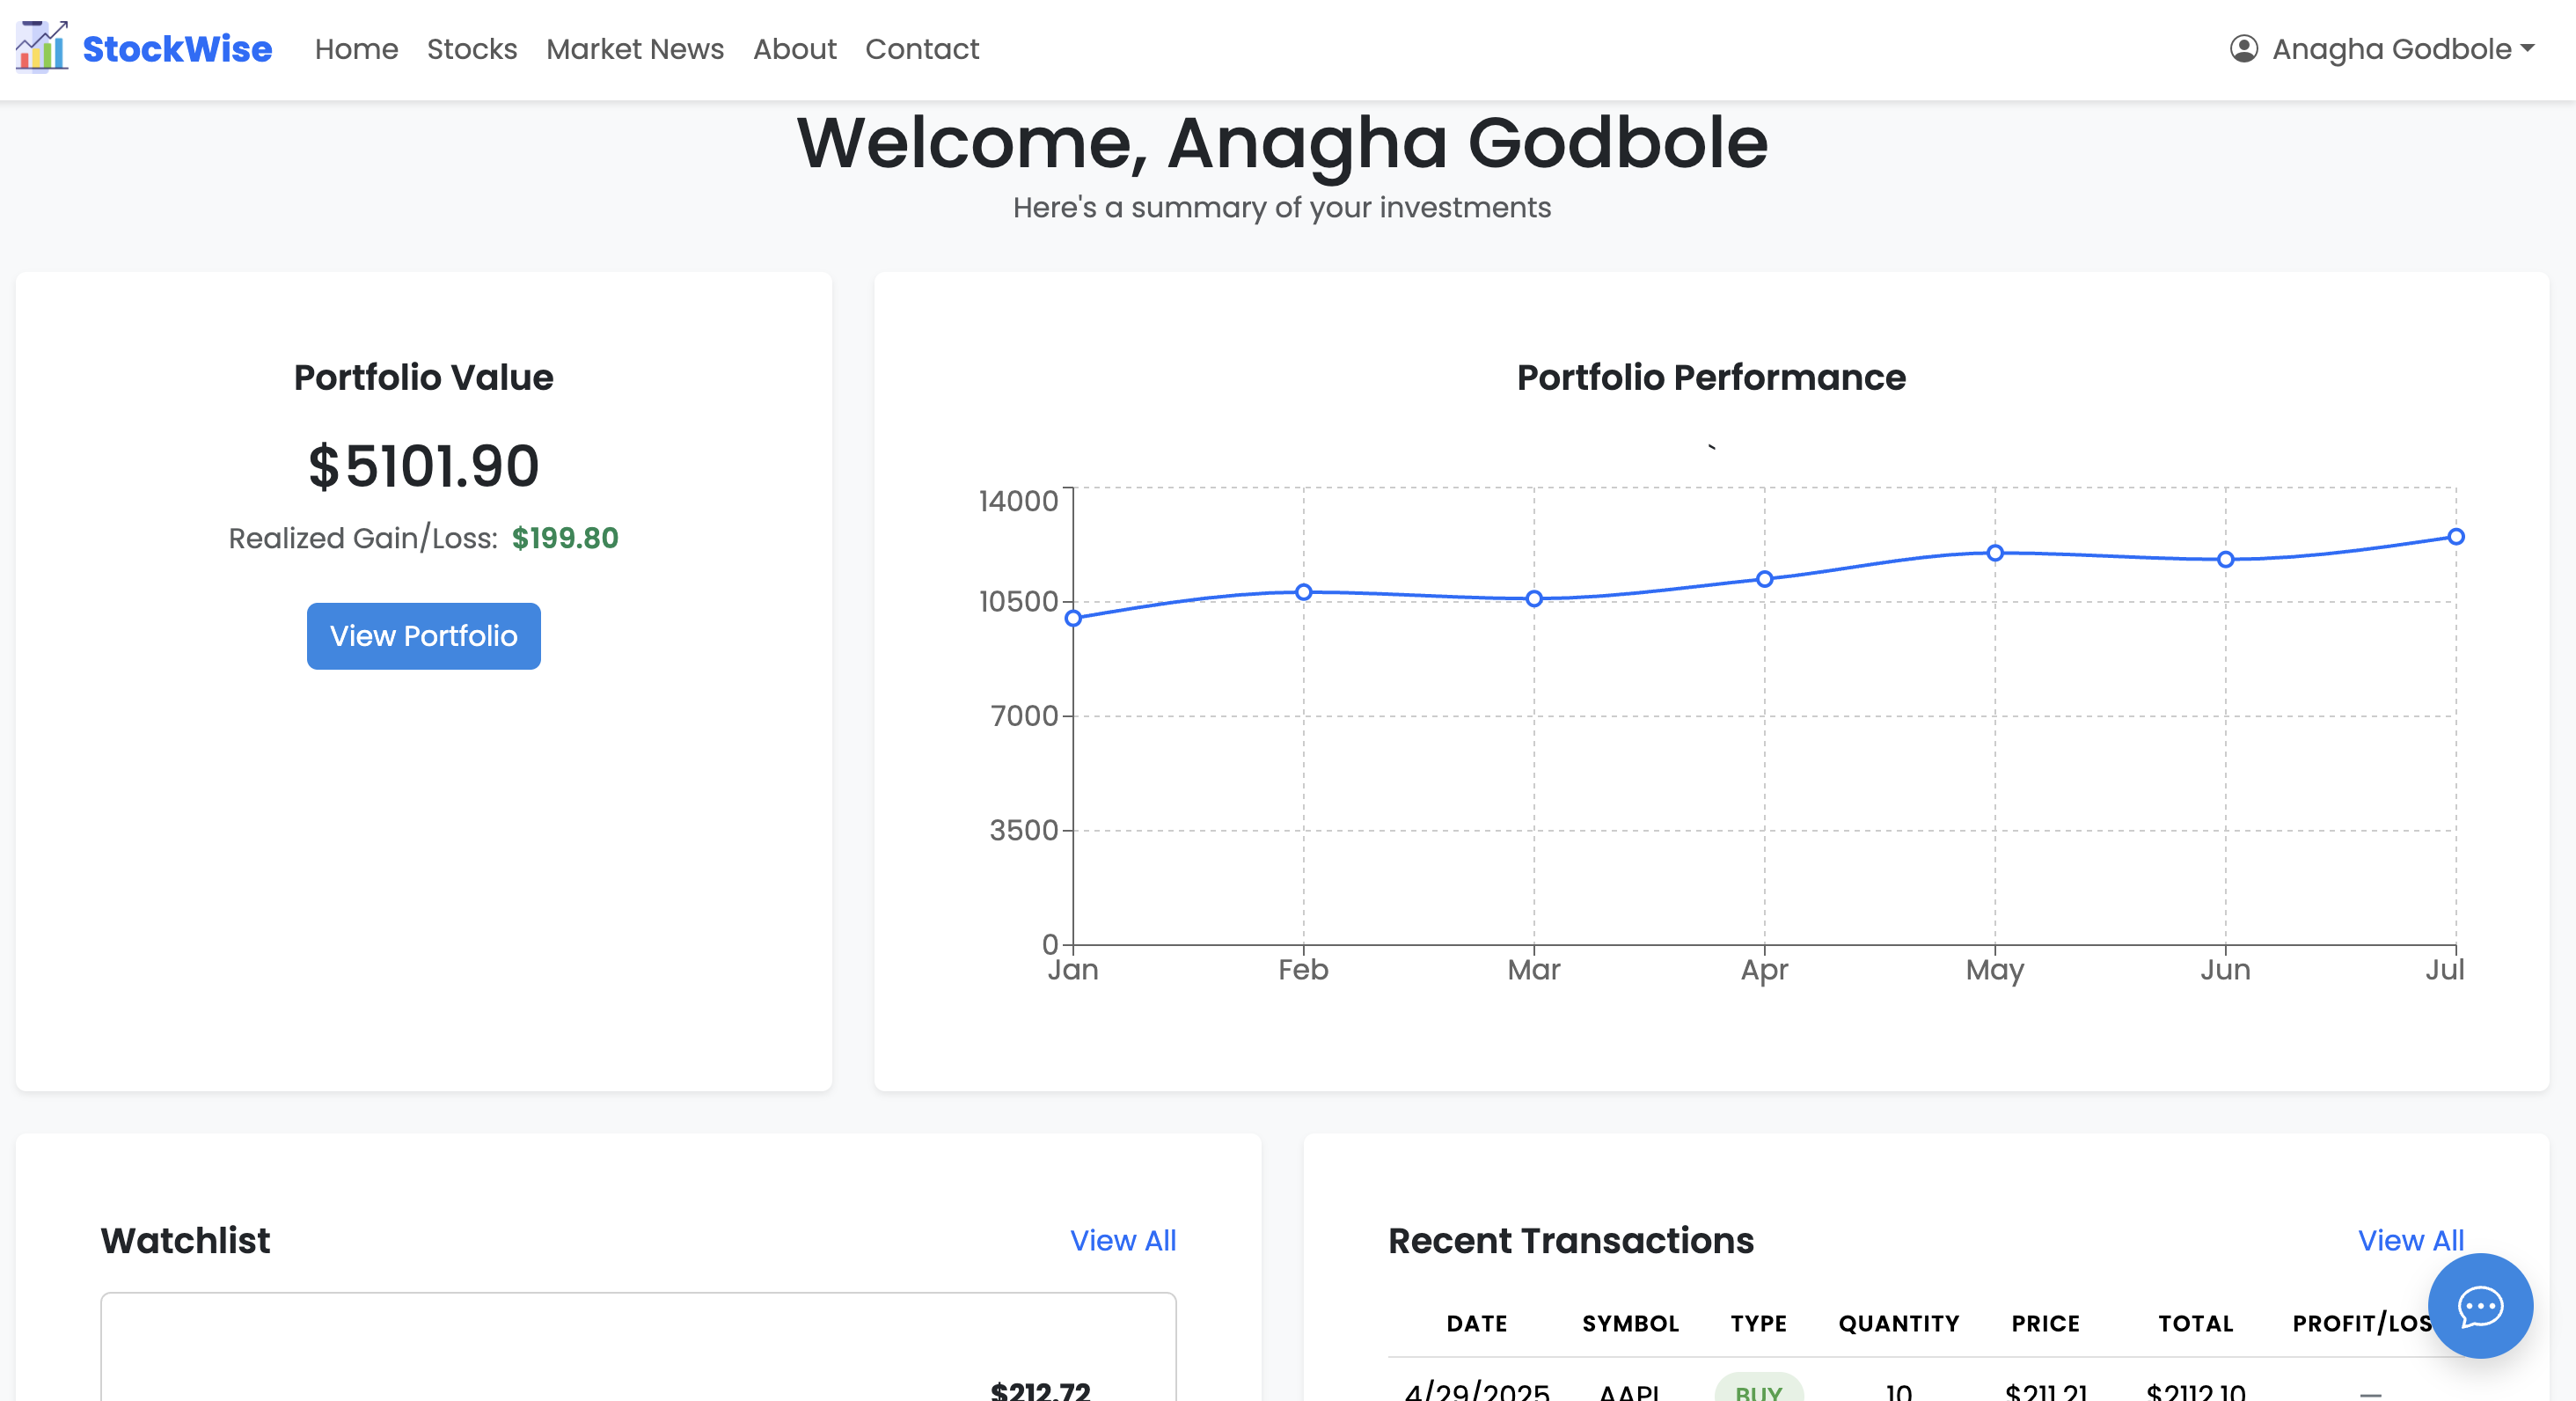 StockWise Home Stocks Market News About Contact Anagha Godbole
Welcome, Anagha Godbole
Here's a summary of your investments
Portfolio Value
$5101.90
Realized Gain/Loss: $199.80
View Portfolio
Portfolio Performance
`
14000
10500
7000
3500
0
Jan Feb Mar Apr May Jun Jul
Watchlist View All
$212.72
Recent Transactions View All
DATE SYMBOL TYPE QUANTITY PRICE TOTAL PROFIT/LOS
4/29/2025 AAPL BUY 10 $211.21 $2112.10 —